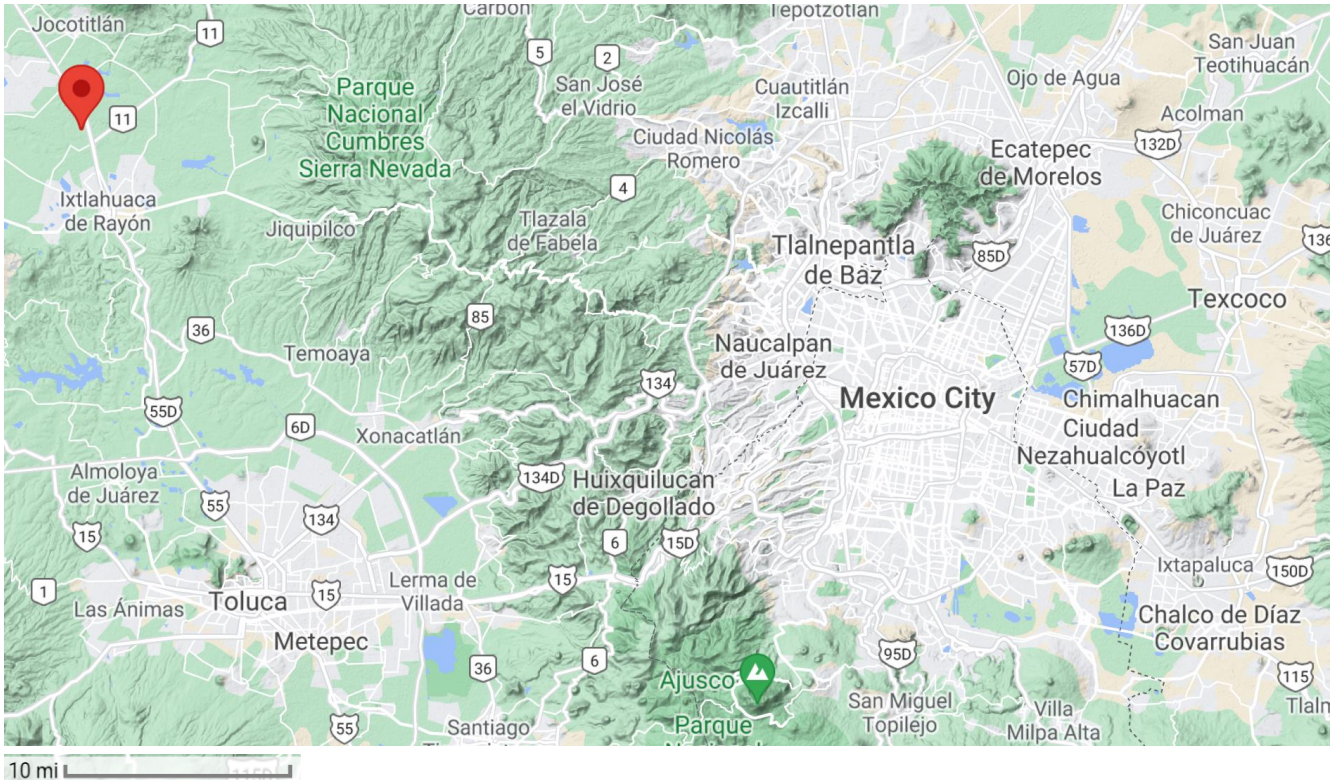 Jocotitlán
11
Carbón
Tepotzotlán
5
2
San José
el Vidrio
Cuautitlán
Izcalli
Ojo de Agua
San Juan
Teotihuacán
11
Parque
Nacional
Cumbres
Sierra Nevada
Ciudad Nicolás
Romero
Acolman
132D
Ecatepec
de Morelos
Ixtlahuaca
de Rayón
4
Jiquipilco
Tlazala
de Fabela
Chiconcuac
de Juárez
136
Tlalnepantla
de Baz
85D
Texcoco
85
36
Temoaya
Naucalpan
de Juárez
136D
57D
134
Mexico City
Chimalhuacan
55D
6D
Xonacatlán
Ciudad
Nezahualcóyotl
Almoloya
de Juárez
134D
Huixquilucan
de Degollado
La Paz
55
134
15
6
15D
Ixtapaluca
150D
1
Las Ánimas
Toluca
15
Lerma de
Villada
15
Metepec
Chalco de Díaz
Covarrubias
36
6
95D
Ajusco
115
55
Santiago
Parque
San Miguel
Topilejo
Villa
Milpa Alta
10 mi
115D